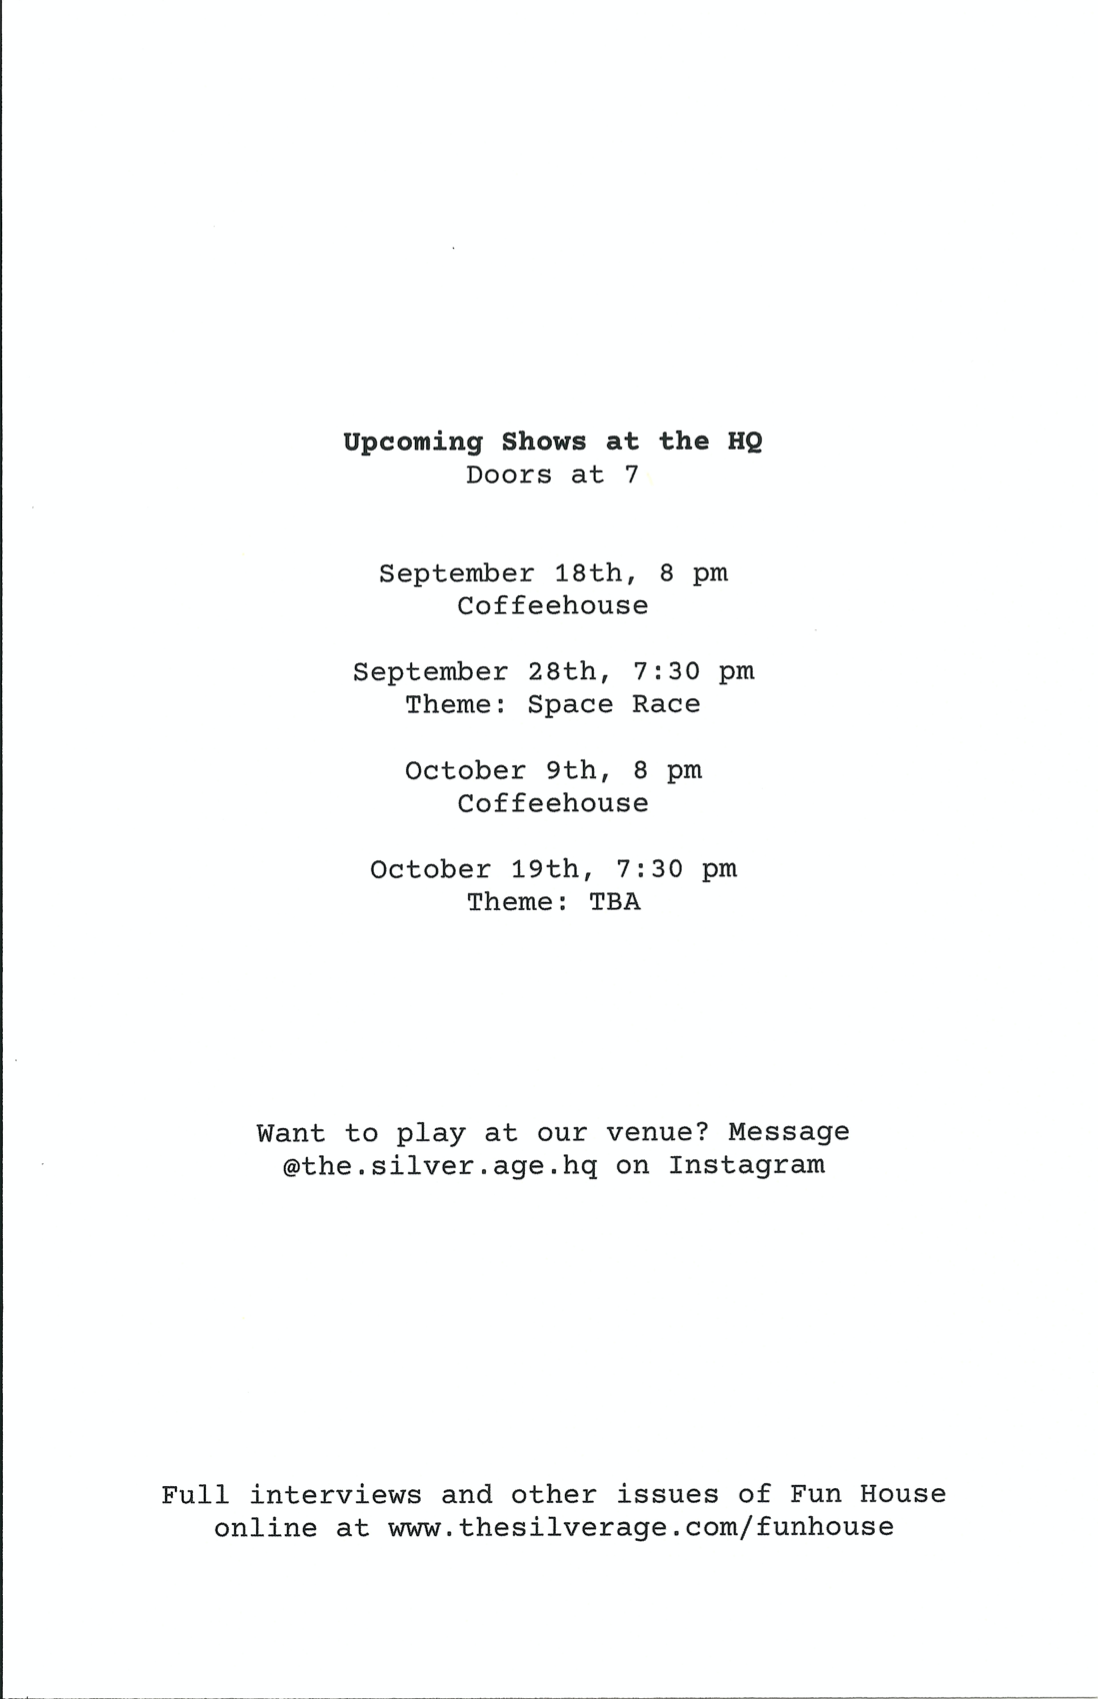 Upcoming Shows at the HQ
Doors at 7
September 18th, 8 pm
Coffeehouse
September 28th, 7:30 pm
Theme: Space Race
October 9th, 8 pm
Coffeehouse
October 19th, 7:30 pm
Theme: TBA
Want to play at our venue? Message
@the.silver.age.hq on Instagram
Full interviews and other issues of Fun House
online at www.thesilverage.com/funhouse